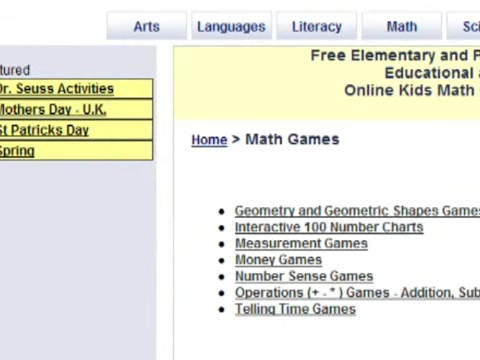 Arts Languages Literacy Math
Free Elementary and
Educational
Online Kids Math
Dr. Seuss Activities
Mothers Day - U.K.
St Patricks Day
Spring
Home > Math Games
Geometry and Geometric Shapes Games
Interactive 100 Number Charts
Measurement Games
Money Games
Number Sense Games
Operations (+ - * ) Games - Addition,
Telling Time Games